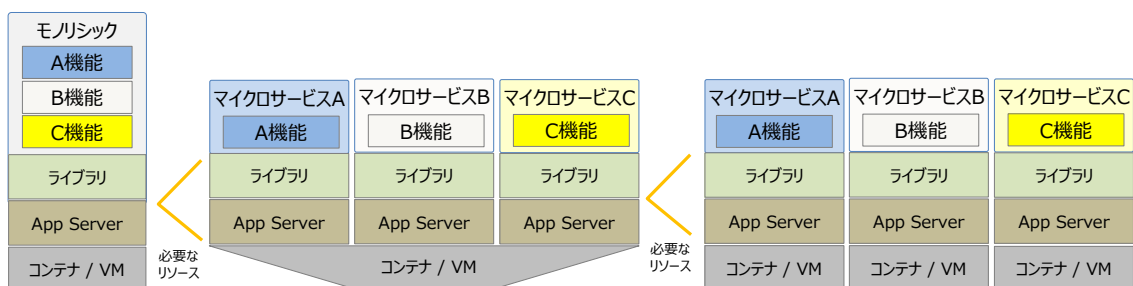 モノリシック
A機能
B機能
C機能
ライブラリ
App Server
コンテナ / VM
必要な
リソース
マイクロサービスA
A機能
ライブラリ
App Server
マイクロサービスB
B機能
ライブラリ
App Server
マイクロサービスC
C機能
ライブラリ
App Server
コンテナ / VM
必要な
リソース
マイクロサービスA
A機能
ライブラリ
App Server
コンテナ / VM
マイクロサービスB
B機能
ライブラリ
App Server
コンテナ / VM
マイクロサービスC
C機能
ライブラリ
App Server
コンテナ / VM